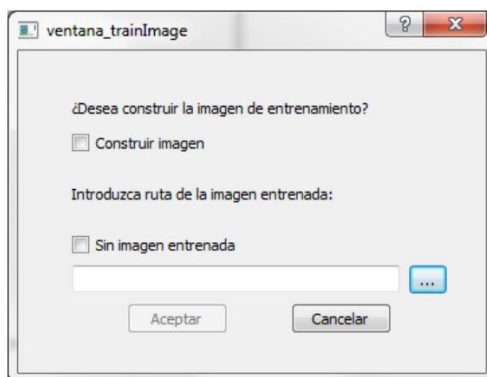 ventana_trainImage
¿Desea construir la imagen de entrenamiento?
Construir imagen
Introduzca ruta de la imagen entrenada:
Sin imagen entrenada
...
Aceptar Cancelar